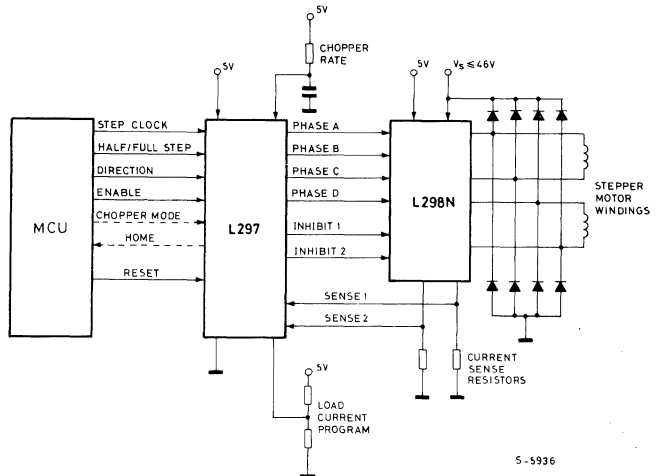 5V
CHOPPER
RATE
5V
5V
Vs ≤ 46V
STEP CLOCK
HALF/FULL STEP
DIRECTION
ENABLE
CHOPPER MODE
HOME
RESET
MCU
L297
PHASE A
PHASE B
PHASE C
PHASE D
INHIBIT 1
INHIBIT 2
SENSE 1
SENSE 2
L298N
STEPPER
MOTOR
WINDINGS
CURRENT
SENSE
RESISTORS
5V
LOAD
CURRENT
PROGRAM
S-5936